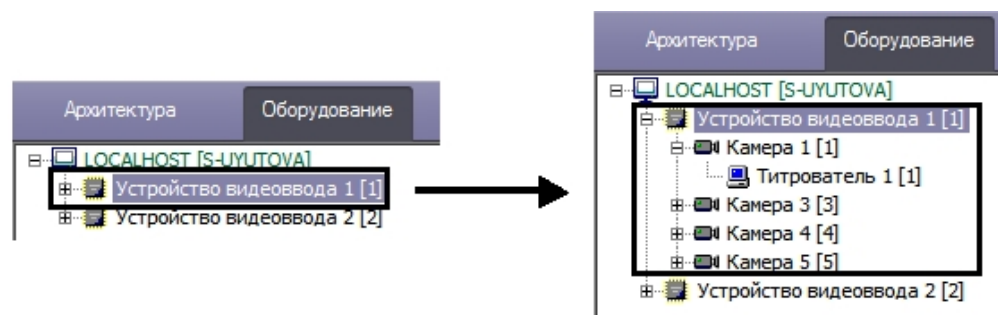 Архитектура Оборудование
LOCALHOST [S-UYUTOVA]
Устройство видеоввода 1 [1]
Устройство видеоввода 2 [2]
Архитектура Оборудование
LOCALHOST [S-UYUTOVA]
Устройство видеоввода 1 [1]
Камера 1 [1]
Титрователь 1 [1]
Камера 3 [3]
Камера 4 [4]
Камера 5 [5]
Устройство видеоввода 2 [2]